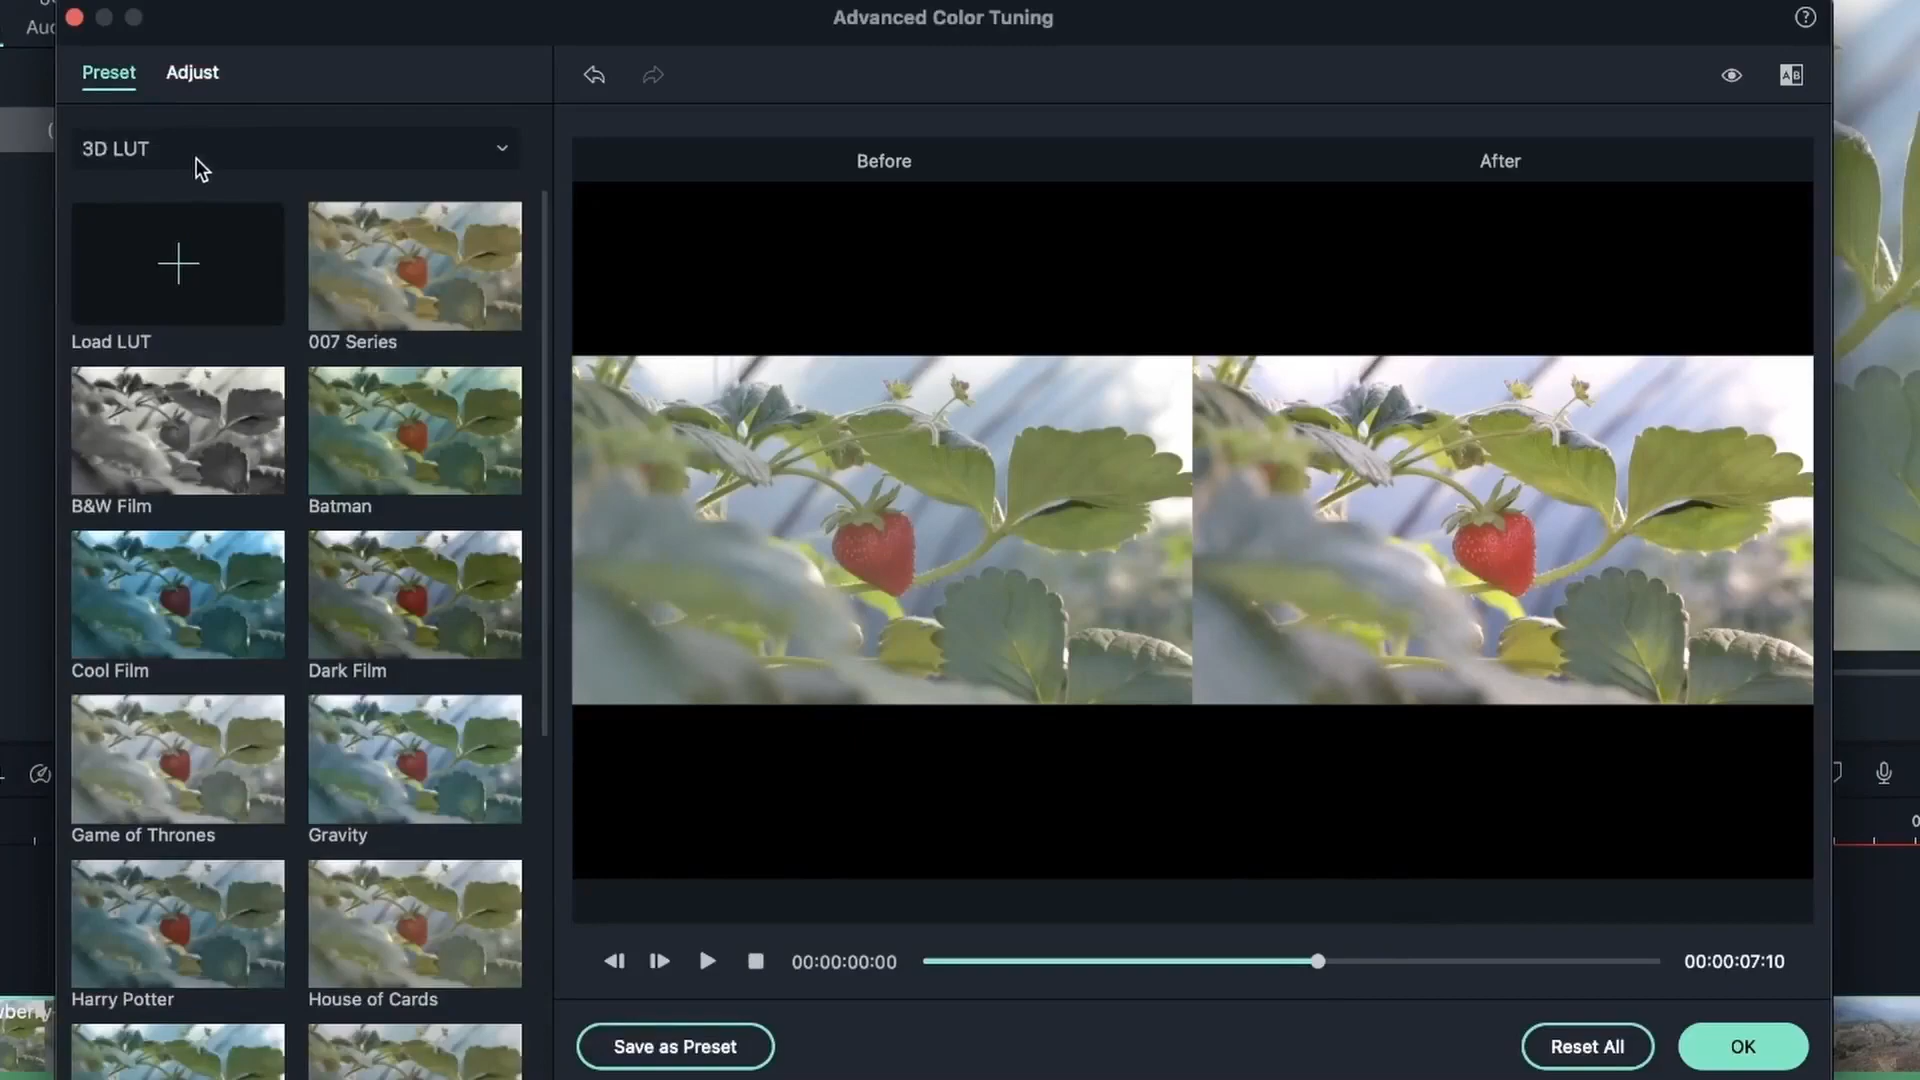 Advanced Color Tuning
Preset
Adjust
AB
3D LUT
Before
After
Load LUT
007 Series
B&W Film
Batman
Cool Film
Dark Film
Game of Thrones
Gravity
Harry Potter
House of Cards
00:00:00:00
00:00:07:10
Save as Preset
Reset All
OK